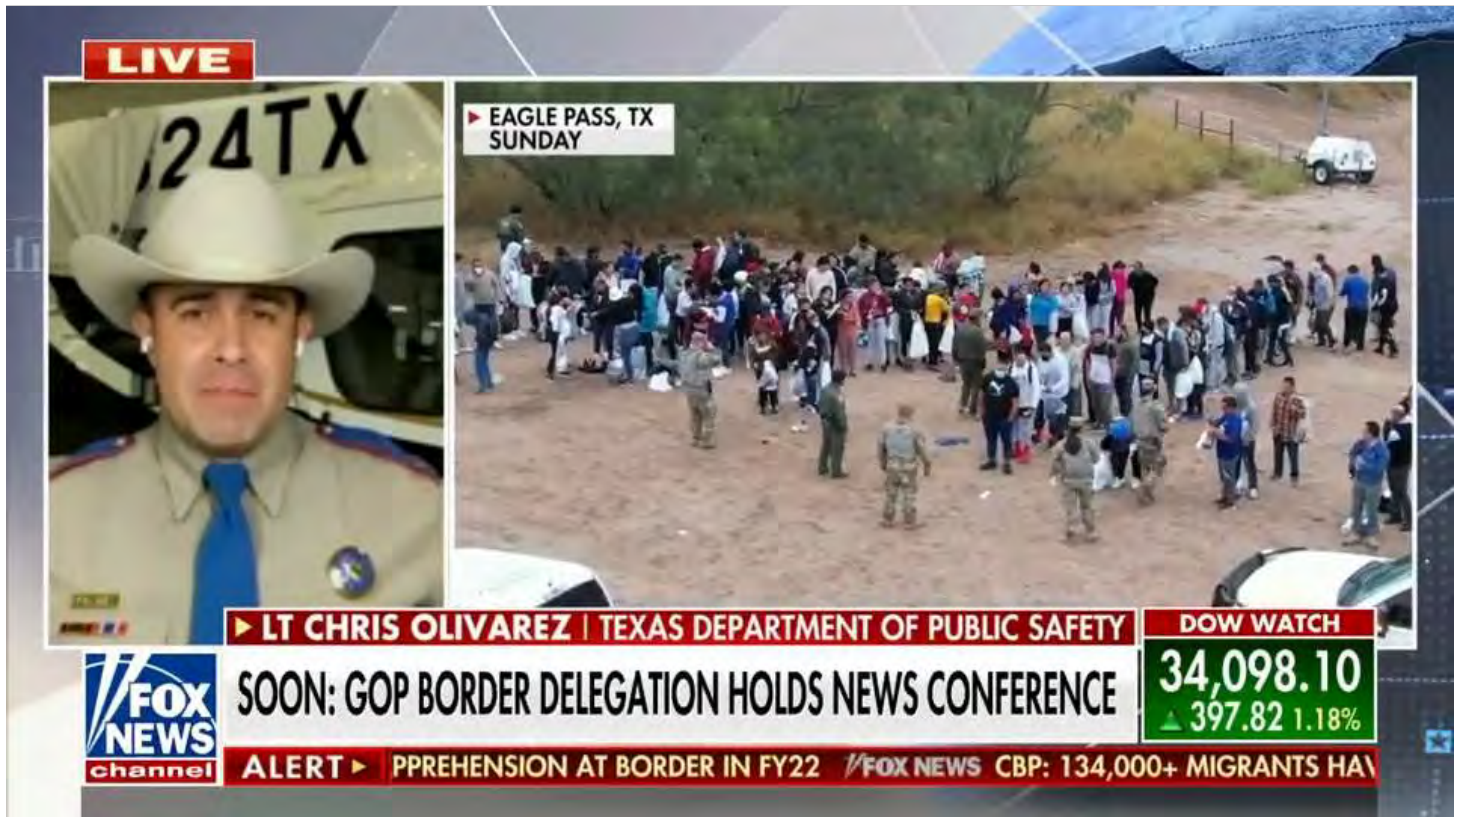 LIVE
24TX
EAGLE PASS, TX
SUNDAY
LT CHRIS OLIVAREZ | TEXAS DEPARTMENT OF PUBLIC SAFETY
SOON: GOP BORDER DELEGATION HOLDS NEWS CONFERENCE
DOW WATCH
34,098.10
397.82 1.18%
FOX
NEWS
channel
ALERT PPREHENSION AT BORDER IN FY22 FOX NEWS CBP: 134,000+ MIGRANTS HAV